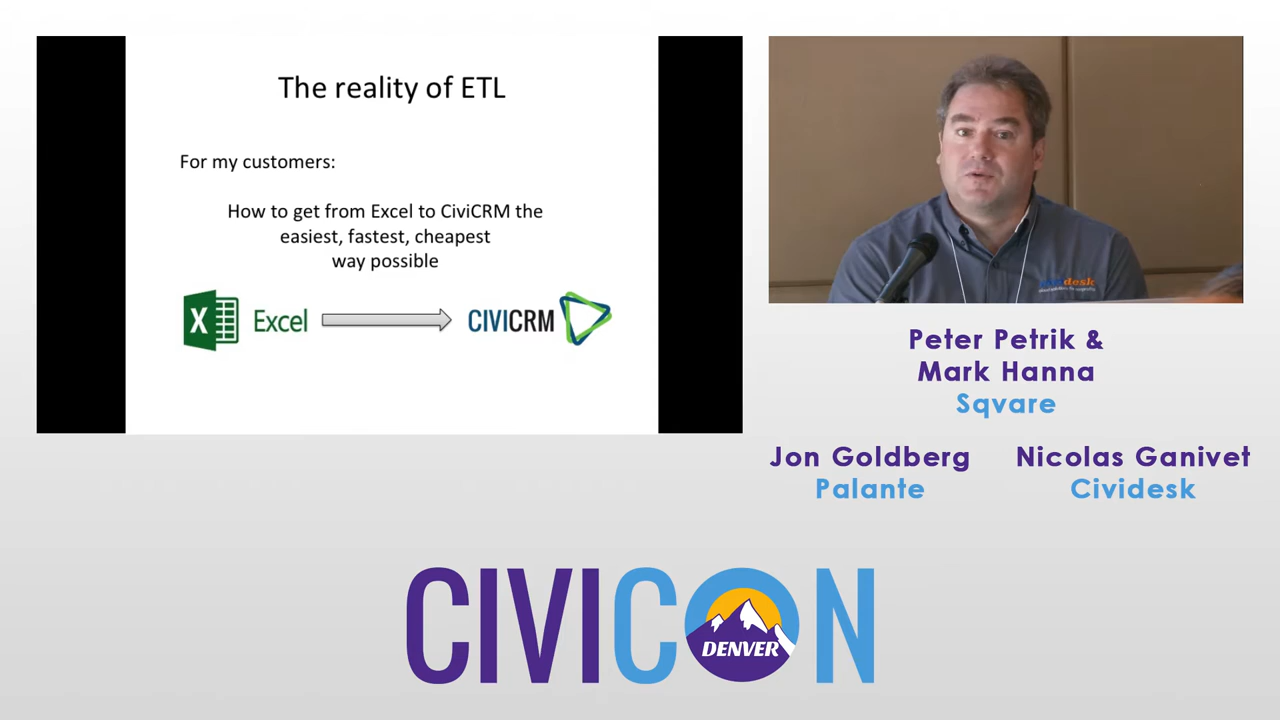 The reality of ETL
For my customers:
How to get from Excel to CiviCRM the
easiest, fastest, cheapest
way possible
X
Excel
CIVICRM
desk
Peter Petrik &
Mark Hanna
Sqvare
Jon Goldberg
Palante
Nicolas Ganivet
Cividesk
CIVICON
DENVER